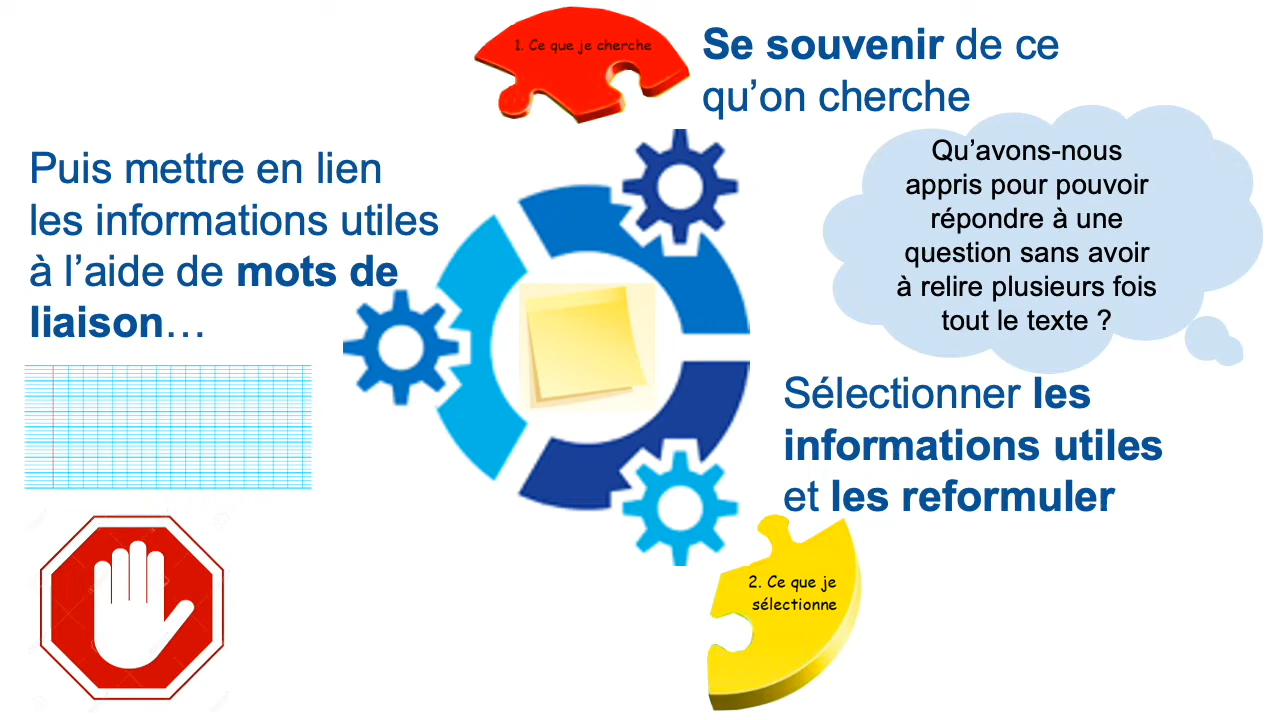 1. Ce que je cherche
Se souvenir de ce
qu’on cherche
Qu’avons-nous
appris pour pouvoir
répondre à une
question sans avoir
à relire plusieurs fois
tout le texte ?
Puis mettre en lien
les informations utiles
à l’aide de mots de
liaison…
Sélectionner les
informations utiles
et les reformuler
2. Ce que je
sélectionne